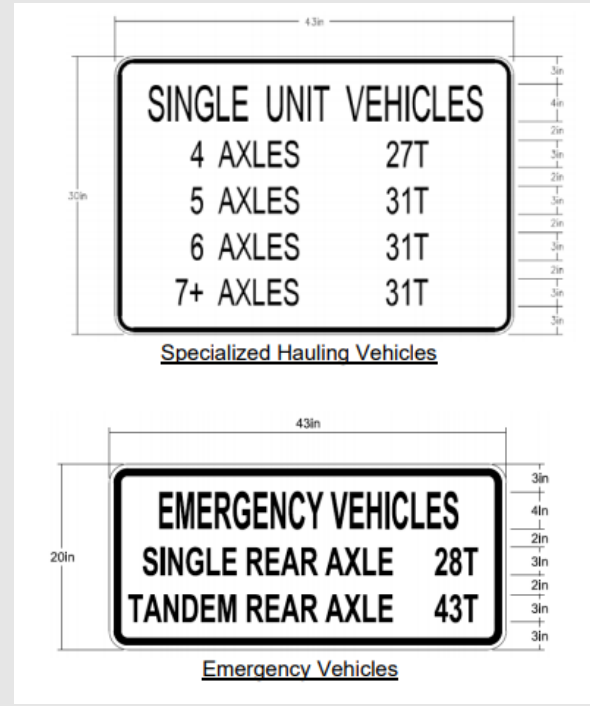 43in
30in
SINGLE UNIT VEHICLES
4 AXLES 27T
5 AXLES 31T
6 AXLES 31T
7+ AXLES 31T
3in
4in
2in
3in
2in
3in
2in
3in
2in
3in
3in
Specialized Hauling Vehicles
43in
20in
EMERGENCY VEHICLES
SINGLE REAR AXLE 28T
TANDEM REAR AXLE 43T
3in
4in
2in
3in
2in
3in
3in
Emergency Vehicles